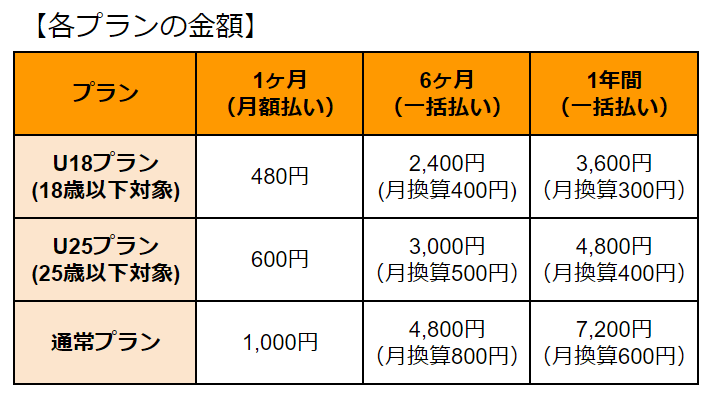 【各プランの金額】
プラン
1ヶ月
（月額払い）
6ヶ月
（一括払い）
1年間
（一括払い）
U18プラン
(18歳以下対象)
480円
2,400円
(月換算400円)
3,600円
（月換算300円）
U25プラン
(25歳以下対象)
600円
3,000円
（月換算500円）
4,800円
（月換算400円）
通常プラン
1,000円
4,800円
（月換算800円）
7,200円
（月換算600円）